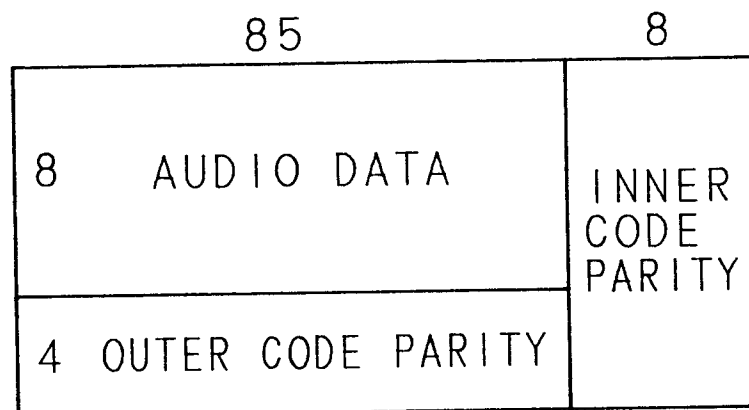 85 8
8 AUDIO DATA
INNER
CODE
PARITY
4 OUTER CODE PARITY